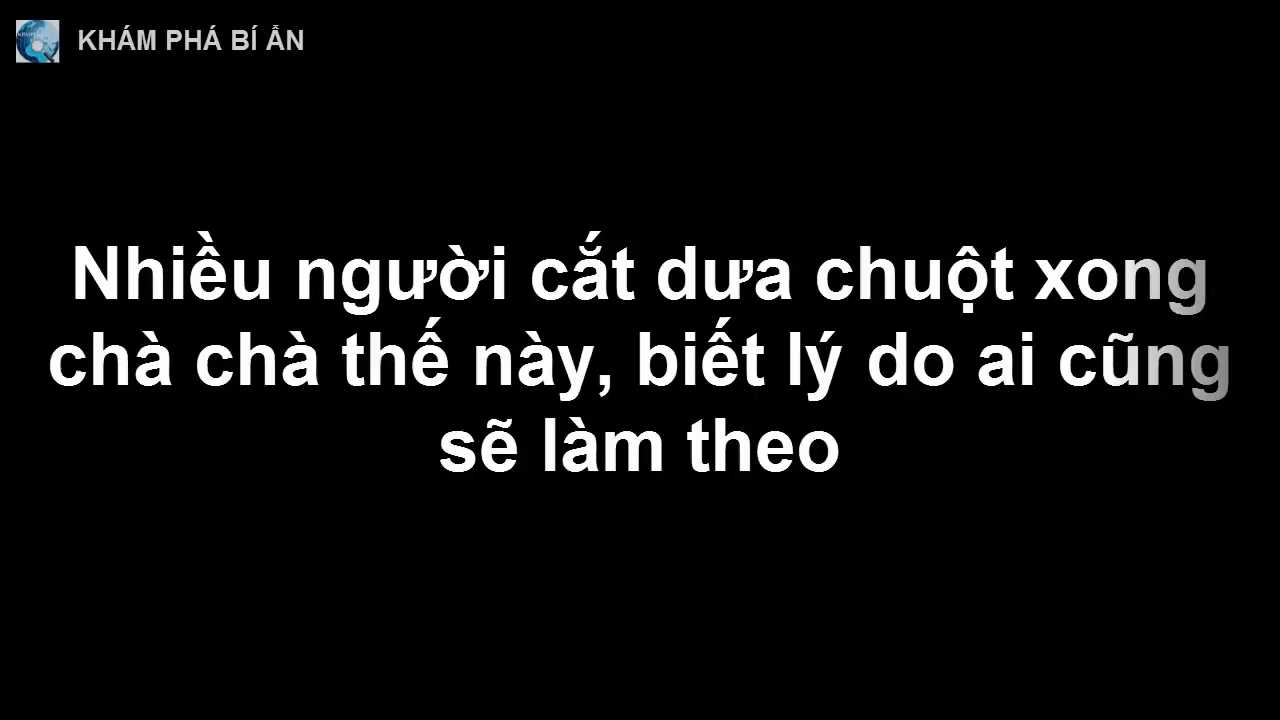 KHÁM PHÁ BÍ ẨN
Nhiều người cắt dưa chuột xong
chà chà thế này, biết lý do ai cũng
sẽ làm theo